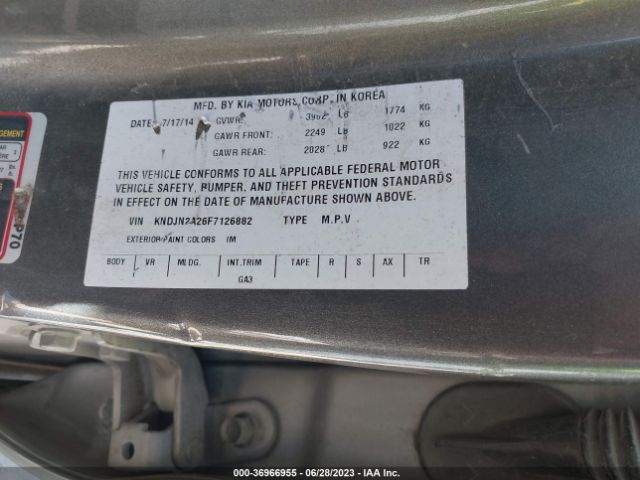 MFD. BY KIA MOTORS CORP. IN KOREA
DATE: 7/17/14 GVWR: 3902 LB 1774 KG
GAWR FRONT: 2249 LB 1022 KG
GAWR REAR: 2028 LB 922 KG
THIS VEHICLE CONFORMS TO ALL APPLICABLE FEDERAL MOTOR
VEHICLE SAFETY, BUMPER, AND THEFT PREVENTION STANDARDS
IN EFFECT ON THE DATE OF MANUFACTURE SHOWN ABOVE.
VIN KNDJN2A26F7126882 TYPE M.P.V
EXTERIOR/PAINT COLORS IM
BODY VR MLDG. INT.TRIM TAPE R S AX TR
GA3
P70
36966955 | 06/28/2023 | IAA Inc.